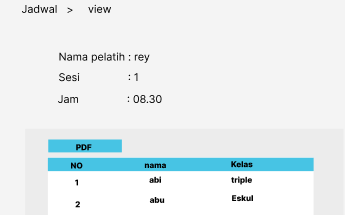 Jadwal > view
Nama pelatih : rey
Sesi : 1
Jam : 08.30
PDF
NO nama Kelas
1 abi triple
2 abu Eskul